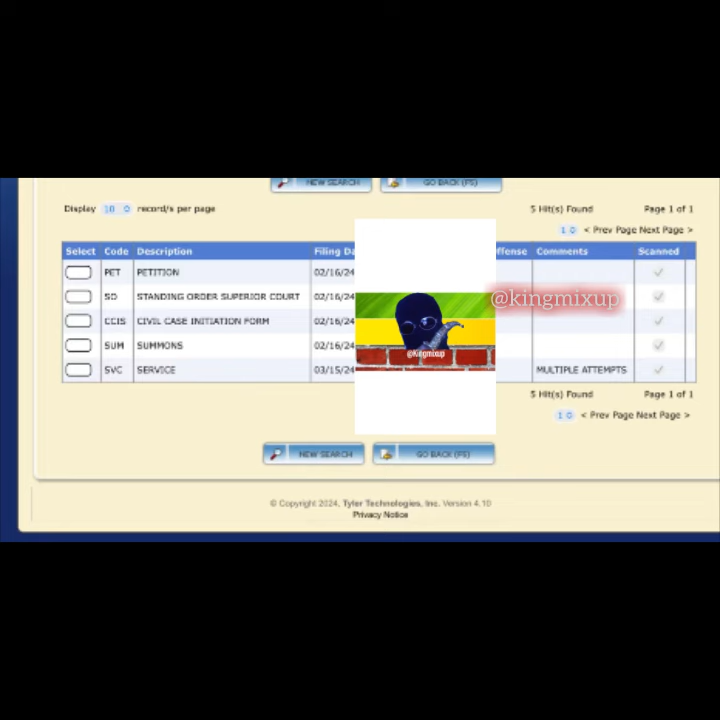 NEW SEARCH GO BACK (F5)
Display 10 record/s per page 5 Hit(s) Found Page 1 of 1
1 < Prev Page Next Page >
Select Code Description Filing Da ffense Comments Scanned
PET PETITION 02/16/24
SO STANDING ORDER SUPERIOR COURT 02/16/24
@kingmixup
CCIS CIVIL CASE INITIATION FORM 02/16/24
SUM SUMMONS 02/16/24
@Kingmixup
SVC SERVICE 03/15/24 MULTIPLE ATTEMPTS
5 Hit(s) Found Page 1 of 1
1 < Prev Page Next Page >
NEW SEARCH GO BACK (F5)
© Copyright 2024, Tyler Technologies, Inc. Version 4.10
Privacy Notice